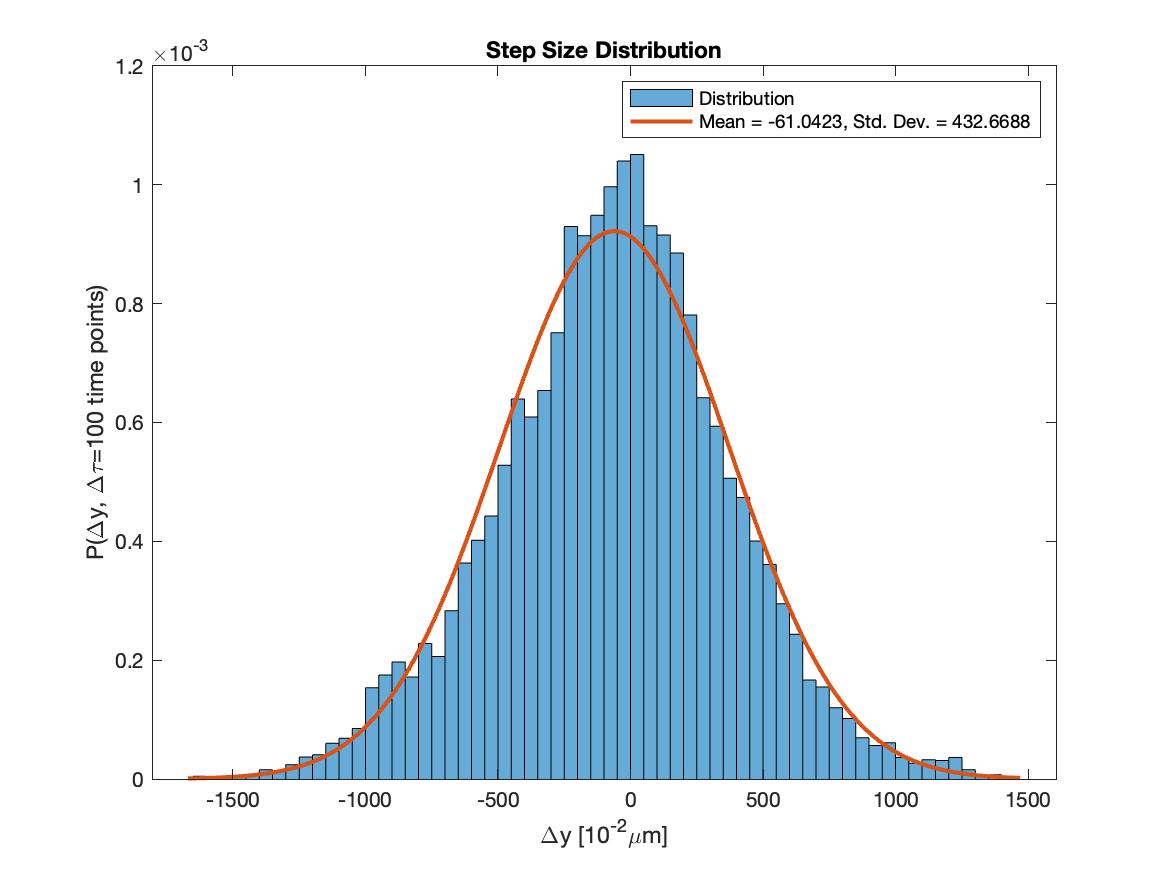 Step Size Distribution
×10⁻³
Distribution
Mean = -61.0423, Std. Dev. = 432.6688
1.2
1
0.8
0.6
0.4
0.2
0
P(Δy, Δτ=100 time points)
-1500 -1000 -500 0 500 1000 1500
Δy [10⁻²μm]